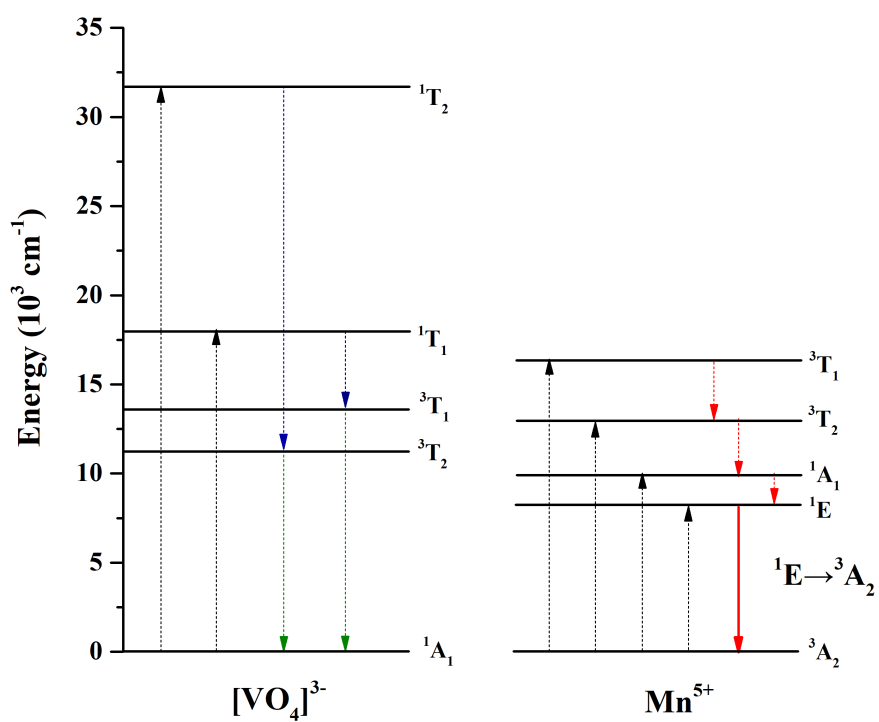 Energy (10³ cm⁻¹)
35
30
25
20
15
10
5
0
¹T₂
¹T₁
³T₁
³T₂
¹A₁
[VO₄]³⁻
³T₁
³T₂
¹A₁
¹E
¹E→³A₂
³A₂
Mn⁵⁺